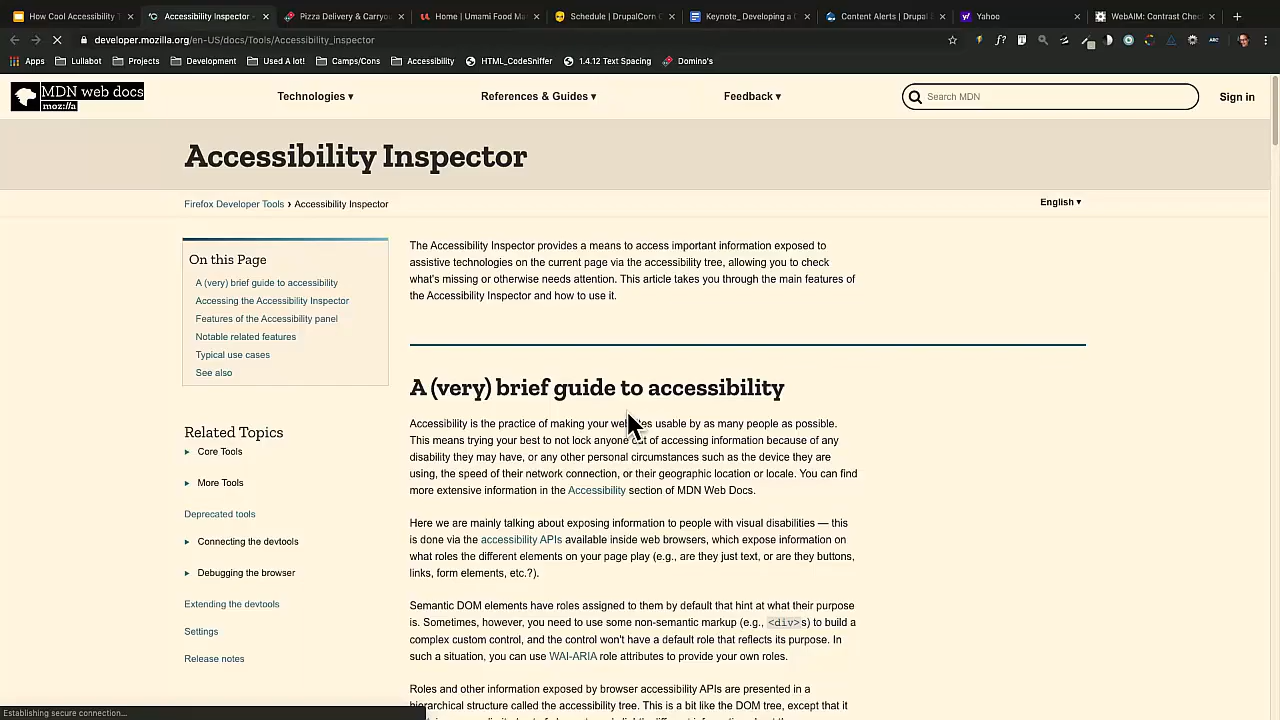 How Cool Accessibility Too
Accessibility Inspector -
Pizza Delivery & Carryou
Home | Umami Food Ma
Schedule | DrupalCorn C
Keynote_ Developing a D
Content Alerts | Drupal
Yahoo
WebAIM: Contrast Chec
developer.mozilla.org/en-US/docs/Tools/Accessibility_inspector
Apps
Lullabot
Projects
Development
Used A lot!
Camps/Cons
Accessibility
HTML_CodeSniffer
1.4.12 Text Spacing
Domino's
MDN web docs
moz://a
Technologies ▾
References & Guides ▾
Feedback ▾
Search MDN
Sign in
Accessibility Inspector
Firefox Developer Tools › Accessibility Inspector
English ▾
On this Page
A (very) brief guide to accessibility
Accessing the Accessibility Inspector
Features of the Accessibility panel
Notable related features
Typical use cases
See also
Related Topics
Core Tools
More Tools
Deprecated tools
Connecting the devtools
Debugging the browser
Extending the devtools
Settings
Release notes
The Accessibility Inspector provides a means to access important information exposed to
assistive technologies on the current page via the accessibility tree, allowing you to check
what's missing or otherwise needs attention. This article takes you through the main features of
the Accessibility Inspector and how to use it.
A (very) brief guide to accessibility
Accessibility is the practice of making your websites usable by as many people as possible.
This means trying your best to not lock anyone out of accessing information because of any
disability they may have, or any other personal circumstances such as the device they are
using, the speed of their network connection, or their geographic location or locale. You can find
more extensive information in the Accessibility section of MDN Web Docs.
Here we are mainly talking about exposing information to people with visual disabilities — this
is done via the accessibility APIs available inside web browsers, which expose information on
what roles the different elements on your page play (e.g., are they just text, or are they buttons,
links, form elements, etc.?).
Semantic DOM elements have roles assigned to them by default that hint at what their purpose
is. Sometimes, however, you need to use some non-semantic markup (e.g., <div>s) to build a
complex custom control, and the control won't have a default role that reflects its purpose. In
such a situation, you can use WAI-ARIA role attributes to provide your own roles.
Roles and other information exposed by browser accessibility APIs are presented in a
hierarchical structure called the accessibility tree. This is a bit like the DOM tree, except that it
Establishing secure connection...